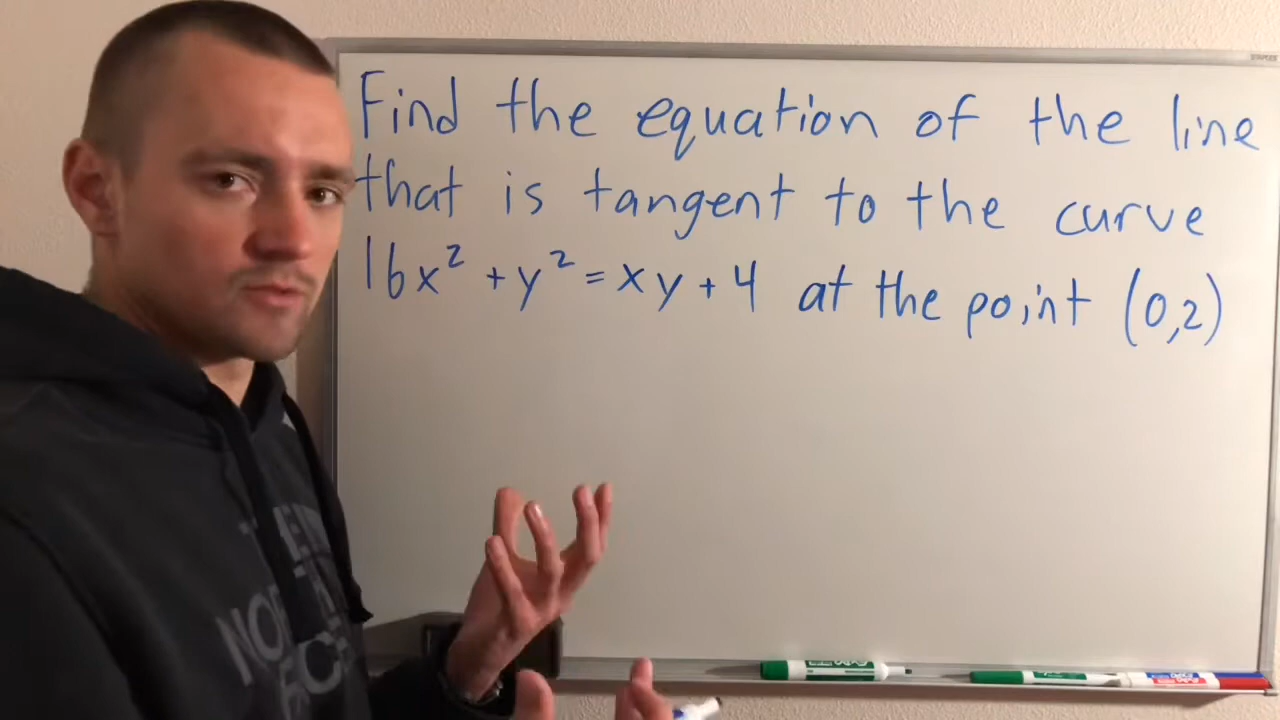 Find the equation of the line
that is tangent to the curve
16x² + y² = xy + 4 at the point (0,2)